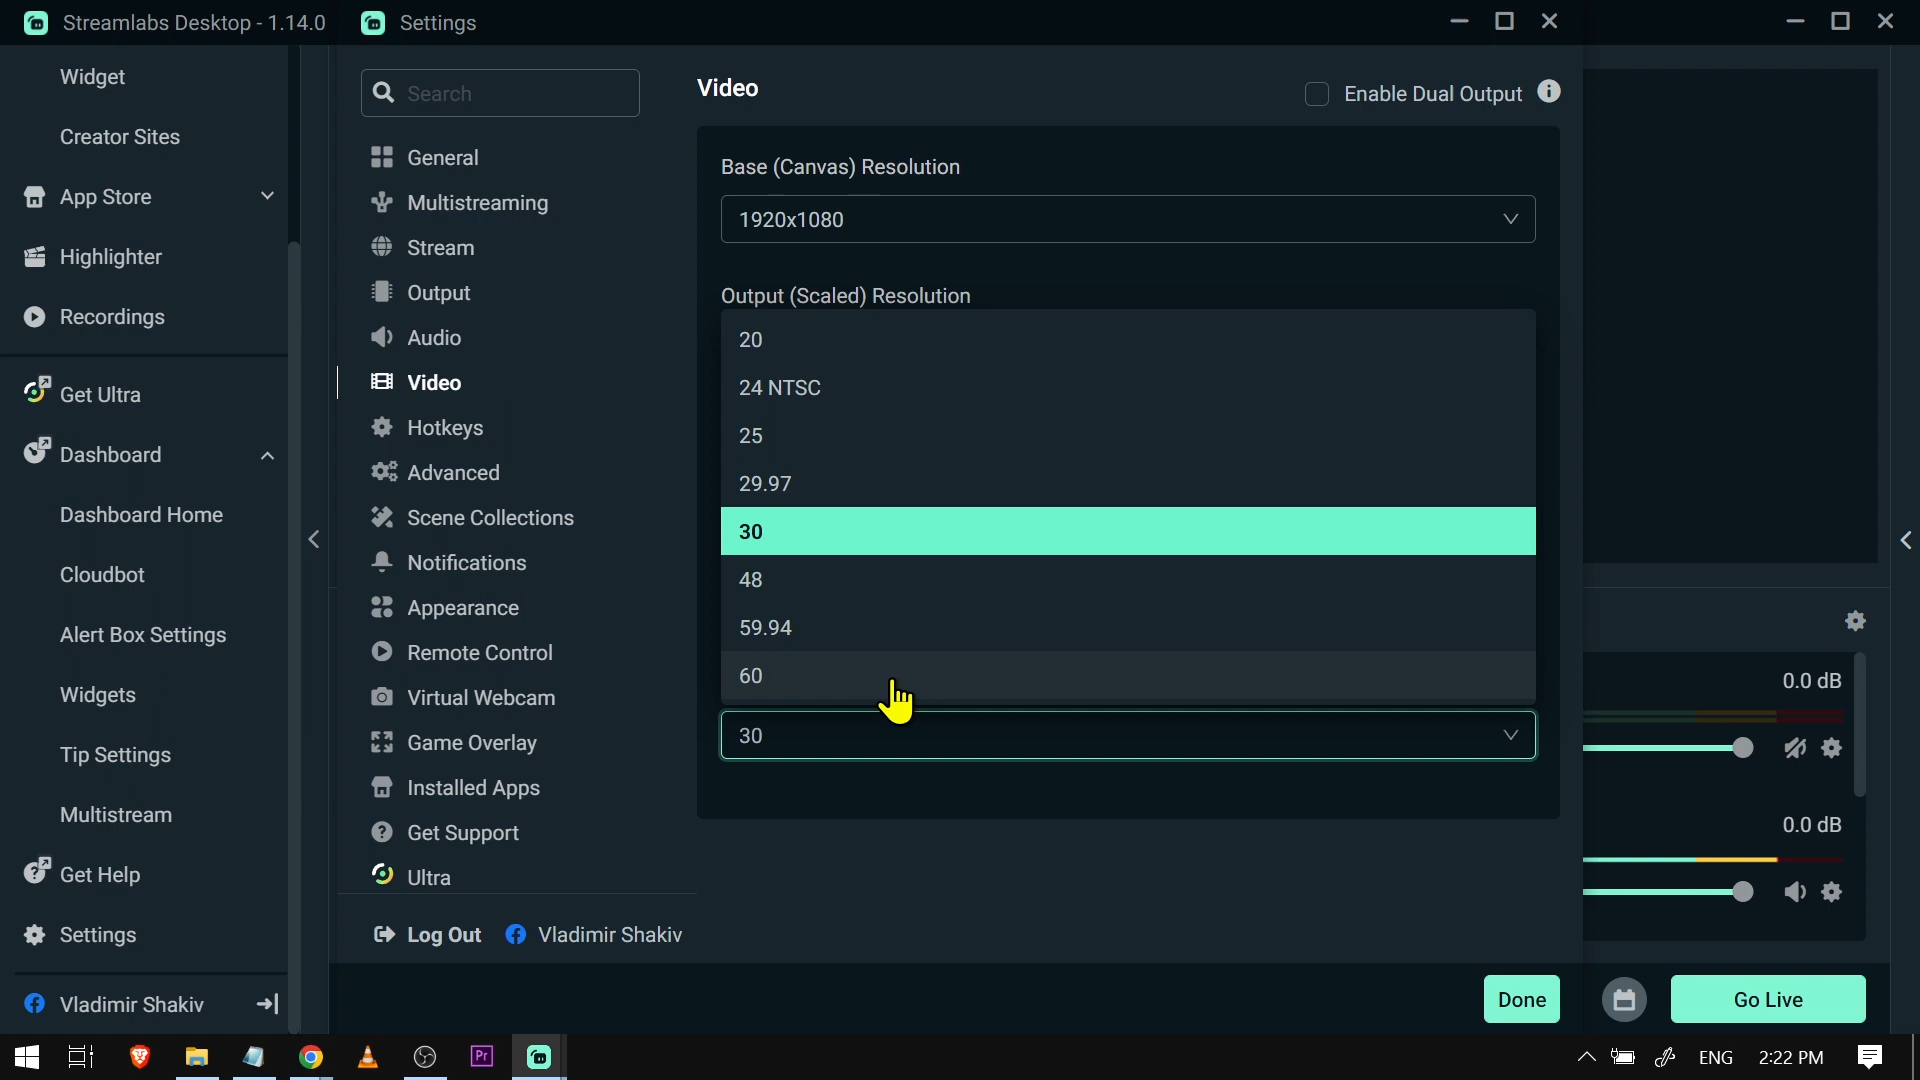 Streamlabs Desktop - 1.14.0
Widget
Creator Sites
App Store
Highlighter
Recordings
Get Ultra
Dashboard
Dashboard Home
Cloudbot
Alert Box Settings
Widgets
Tip Settings
Multistream
Get Help
Settings
Vladimir Shakiv
Settings
Search
General
Multistreaming
Stream
Output
Audio
Video
Hotkeys
Advanced
Scene Collections
Notifications
Appearance
Remote Control
Virtual Webcam
Game Overlay
Installed Apps
Get Support
Ultra
Log Out Vladimir Shakiv
Video
Enable Dual Output
Base (Canvas) Resolution
1920x1080
Output (Scaled) Resolution
20
24 NTSC
25
29.97
30
48
59.94
60
30
Done
0.0 dB
0.0 dB
Go Live
Pr
ENG 2:22 PM